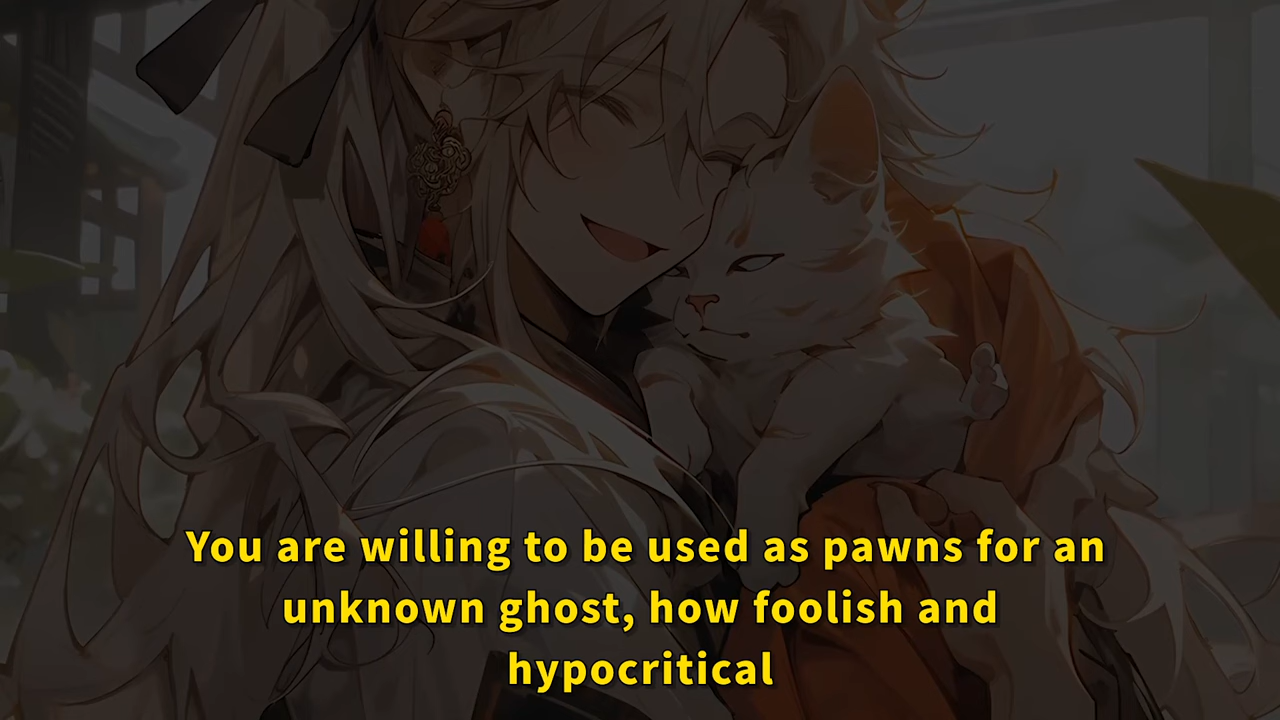 You are willing to be used as pawns for an
unknown ghost, how foolish and
hypocritical